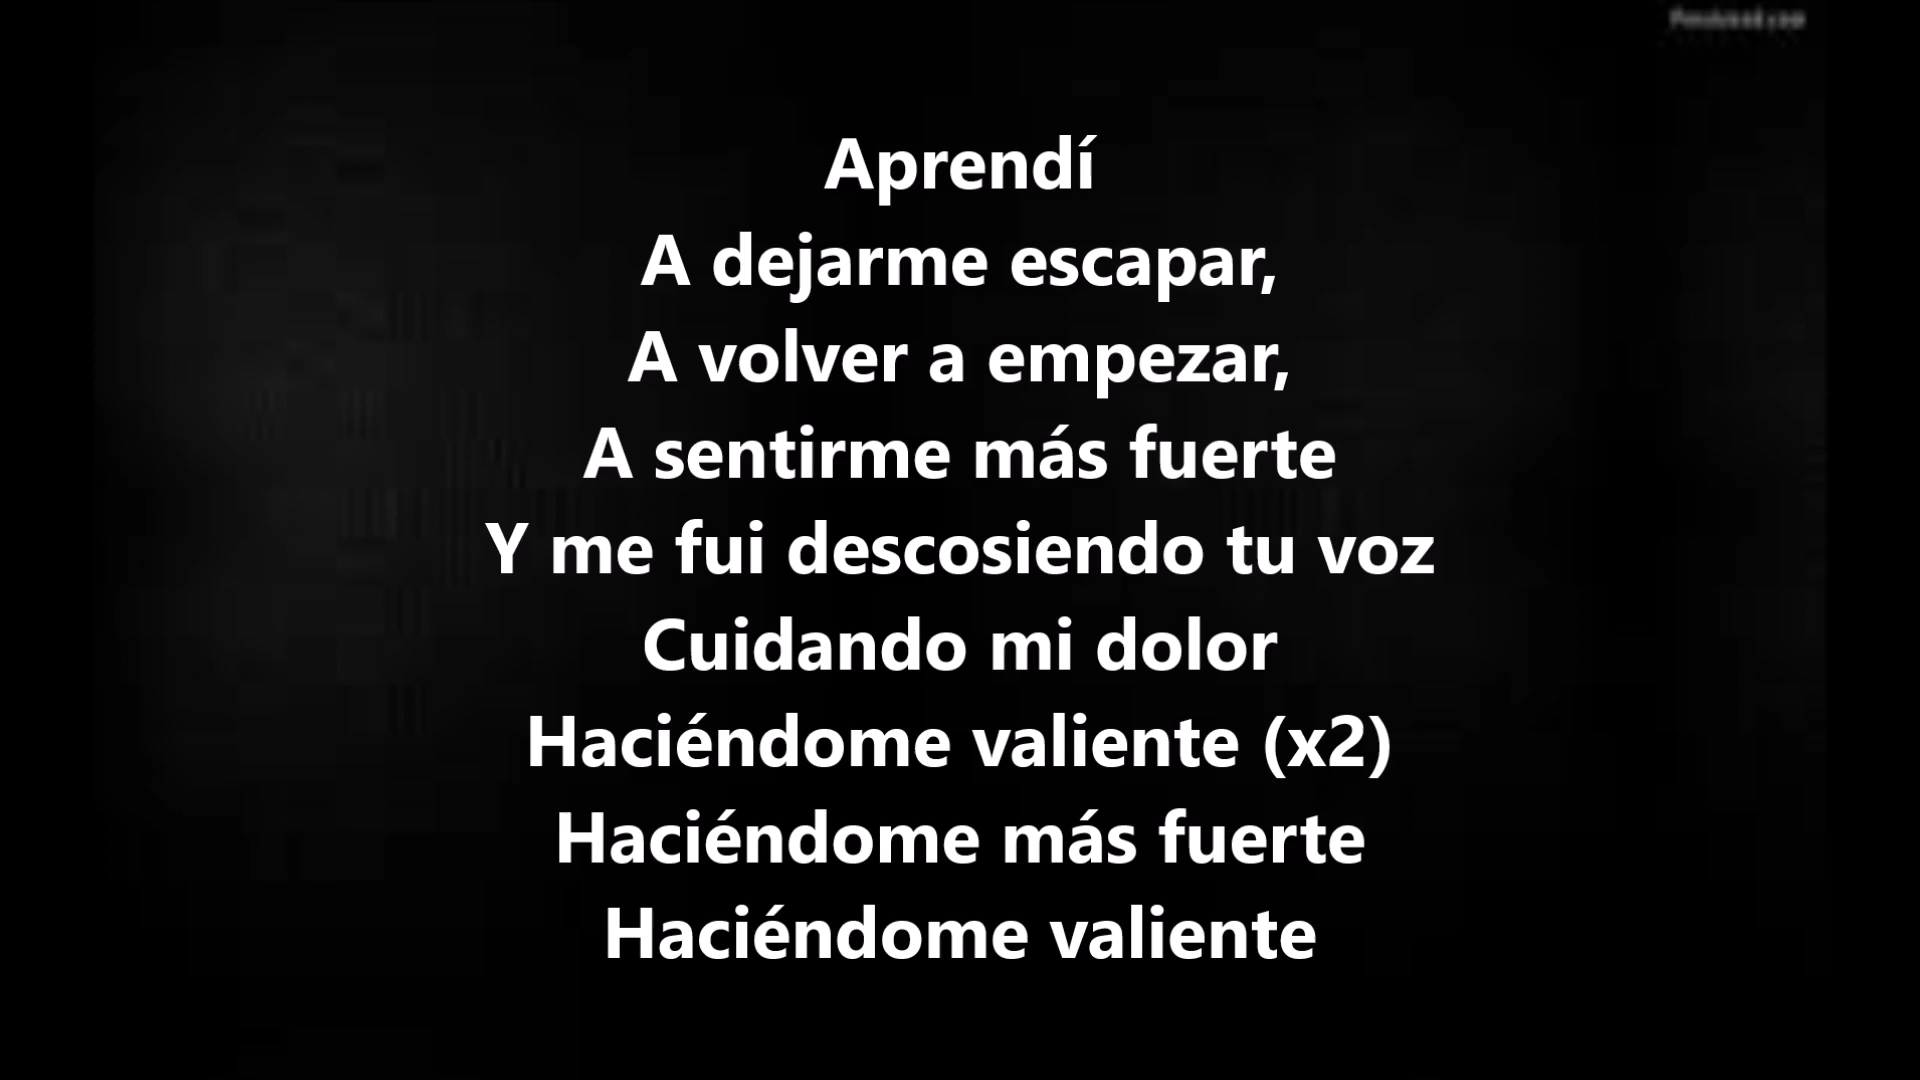 Aprendí
A dejarme escapar,
A volver a empezar,
A sentirme más fuerte
Y me fui descosiendo tu voz
Cuidando mi dolor
Haciéndome valiente (x2)
Haciéndome más fuerte
Haciéndome valiente